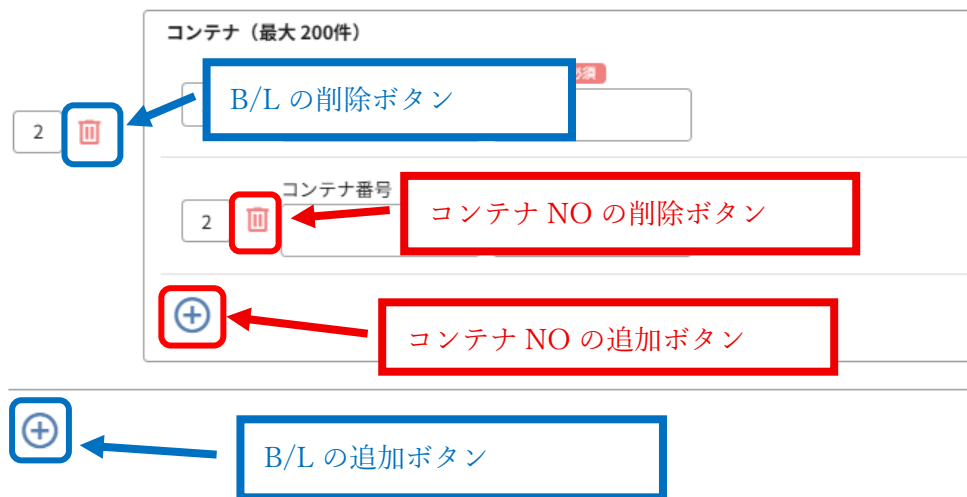 コンテナ（最大 200件）
必須
B/L の削除ボタン
2
コンテナ番号
2
コンテナ NO の削除ボタン
コンテナ NO の追加ボタン
B/L の追加ボタン